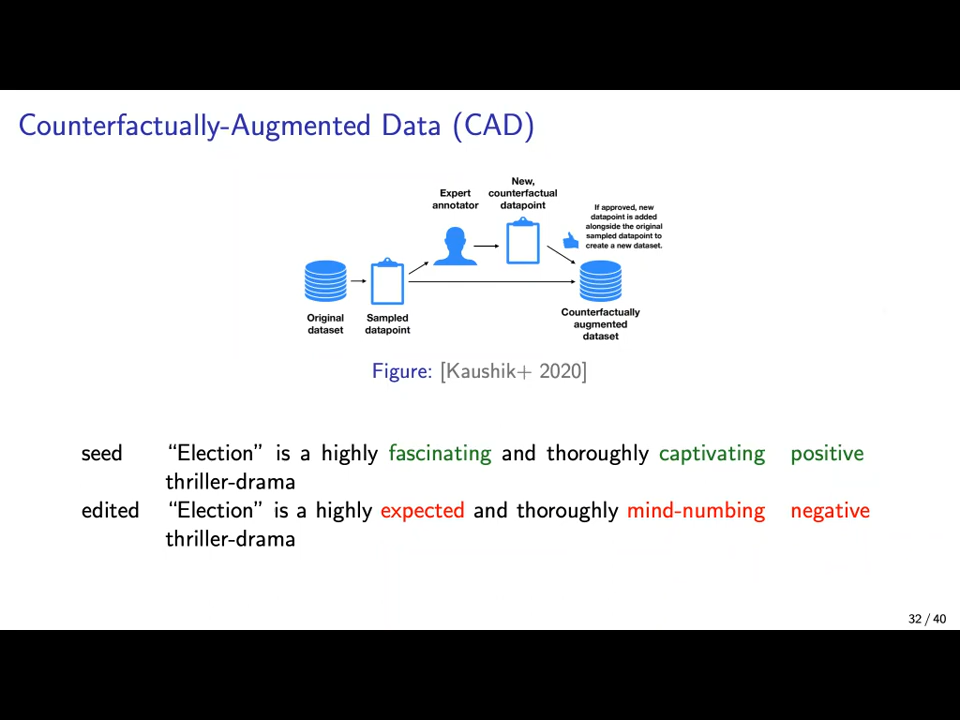 Counterfactually-Augmented Data (CAD)
New,
counterfactual
datapoint
Expert
annotator
If approved, new
datapoint is added
alongside the original
sampled datapoint to
create a new dataset.
Original
dataset
Sampled
datapoint
Counterfactually
augmented
dataset
Figure: [Kaushik+ 2020]
seed “Election” is a highly fascinating and thoroughly captivating positive
thriller-drama
edited “Election” is a highly expected and thoroughly mind-numbing negative
thriller-drama
32 / 40